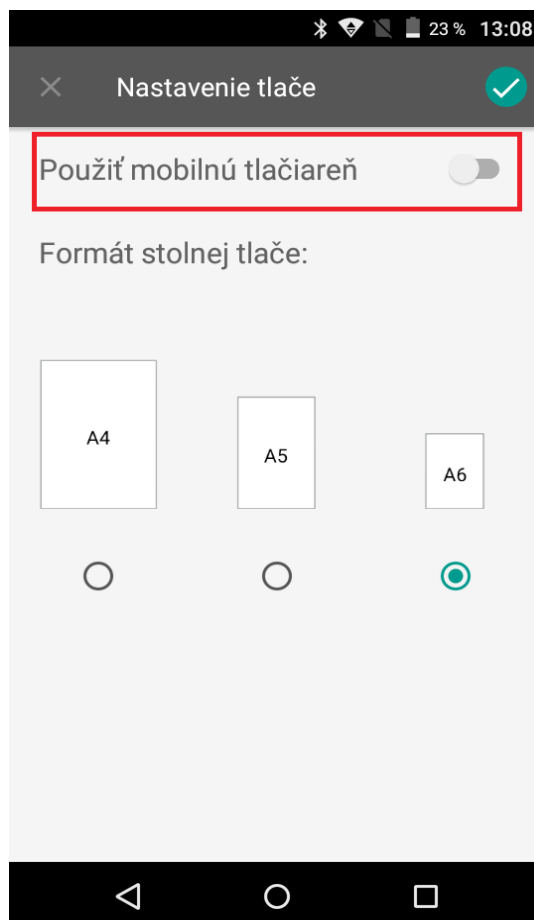 23 % 13:08
Nastavenie tlače
Použiť mobilnú tlačiareň
Formát stolnej tlače:
A4
A5
A6